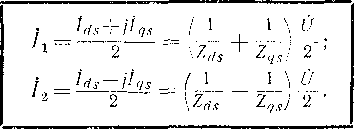 İ₁ = (İds + jİqs)/2 = (1/Zds + 1/Zqs) U̇/2 ;
İ₂ = (İds − jİqs)/2 = (1/Zds − 1/Zqs) U̇/2 .